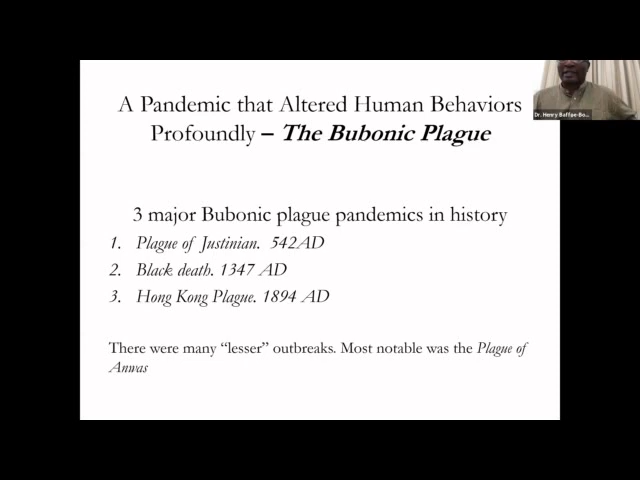 A Pandemic that Altered Human Behaviors
Profoundly – The Bubonic Plague
3 major Bubonic plague pandemics in history
1. Plague of Justinian. 542AD
2. Black death. 1347 AD
3. Hong Kong Plague. 1894 AD
There were many “lesser” outbreaks. Most notable was the Plague of
Anwas
Dr. Henry Baffoe-Bo...